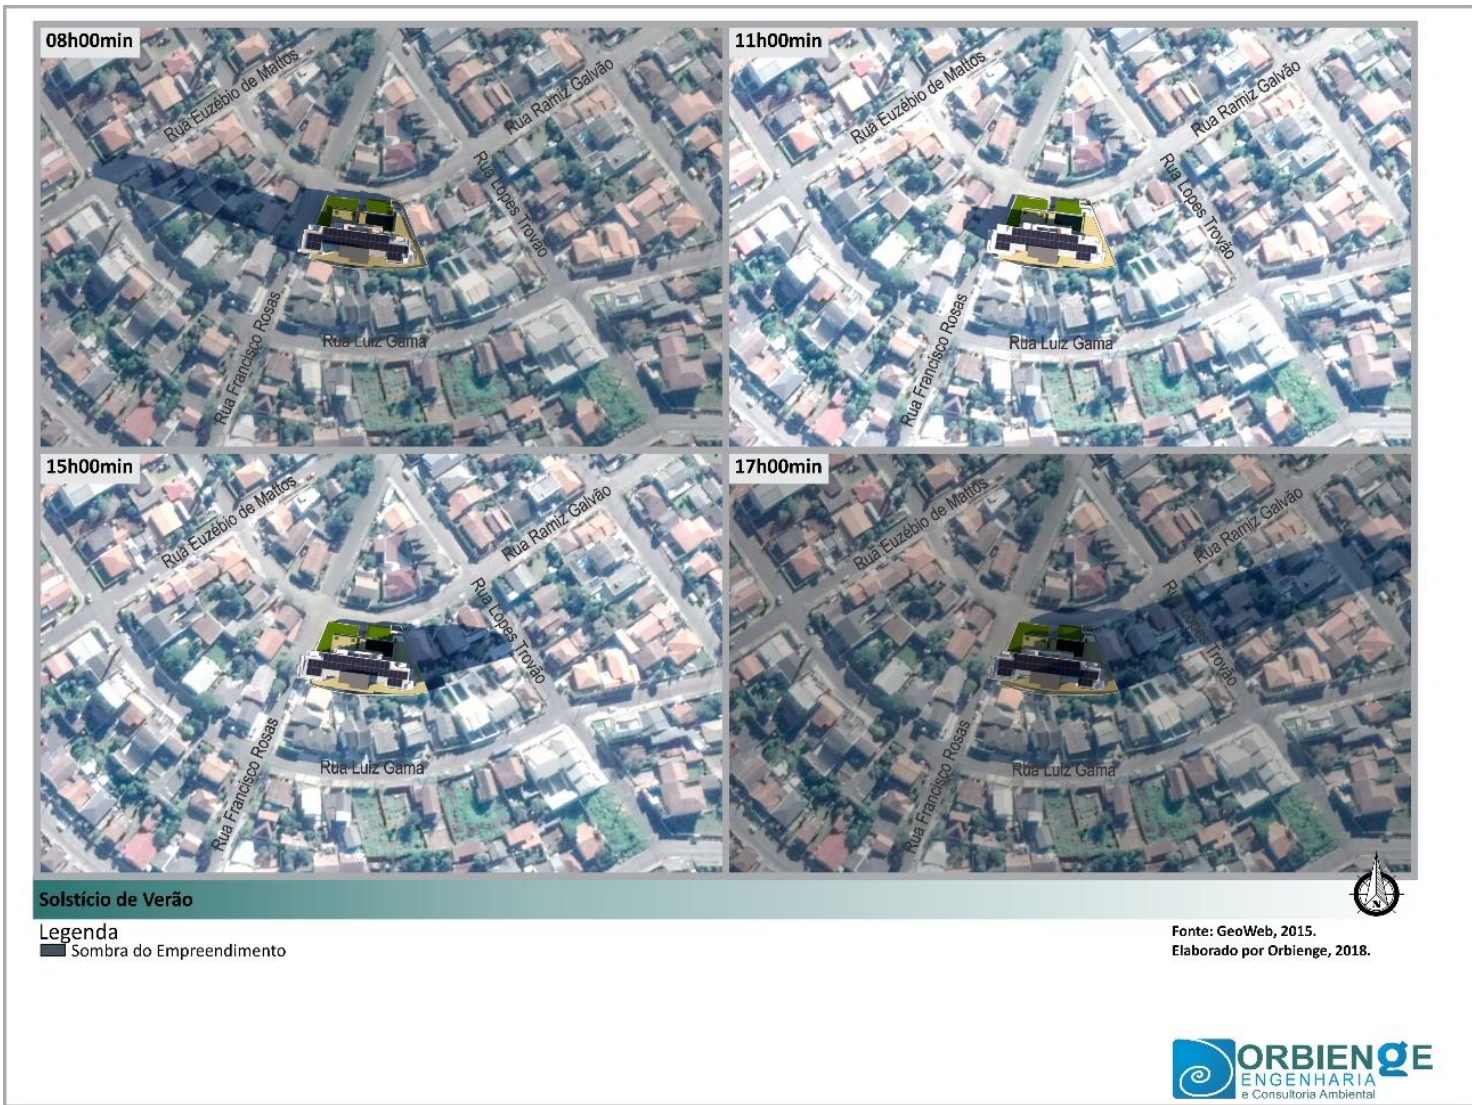 08h00min
Rua Euzébio de Mattos
Rua Ramiz Galvão
Rua Lopes Trovão
Rua Francisco Rosas
Rua Luiz Gama
11h00min
Rua Euzébio de Mattos
Rua Ramiz Galvão
Rua Lopes Trovão
Rua Francisco Rosas
Rua Luiz Gama
15h00min
Rua Euzébio de Mattos
Rua Ramiz Galvão
Rua Lopes Trovão
Rua Francisco Rosas
Rua Luiz Gama
17h00min
Rua Euzébio de Mattos
Rua Ramiz Galvão
Rua Lopes Trovão
Rua Francisco Rosas
Rua Luiz Gama
Solstício de Verão
N
Legenda
Sombra do Empreendimento
Fonte: GeoWeb, 2015.
Elaborado por Orbienge, 2018.
ORBIENGE
ENGENHARIA
e Consultoria Ambiental